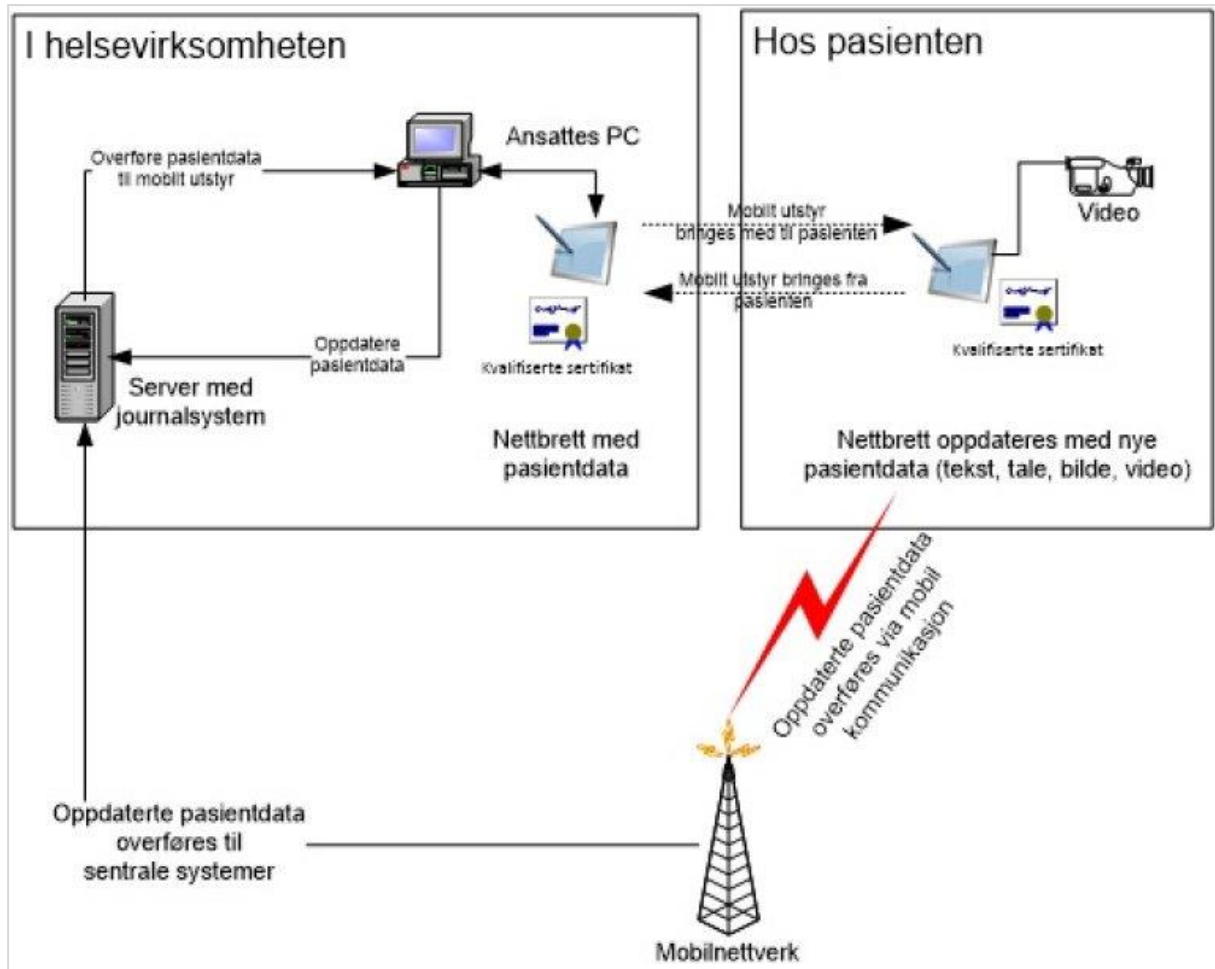 I helsevirksomheten
Hos pasienten
Overføre pasientdata
til mobilt utstyr
Ansattes PC
Mobilt utstyr
bringes med til pasienten
Video
Mobilt utstyr bringes fra
pasienten
Kvalifiserte sertifikat
Kvalifiserte sertifikat
Oppdatere
pasientdata
Server med
journalsystem
Nettbrett med
pasientdata
Nettbrett oppdateres med nye
pasientdata (tekst, tale, bilde, video)
Oppdaterte pasientdata
overføres via mobil
kommunikasjon
Oppdaterte pasientdata
overføres til
sentrale systemer
Mobilnettverk